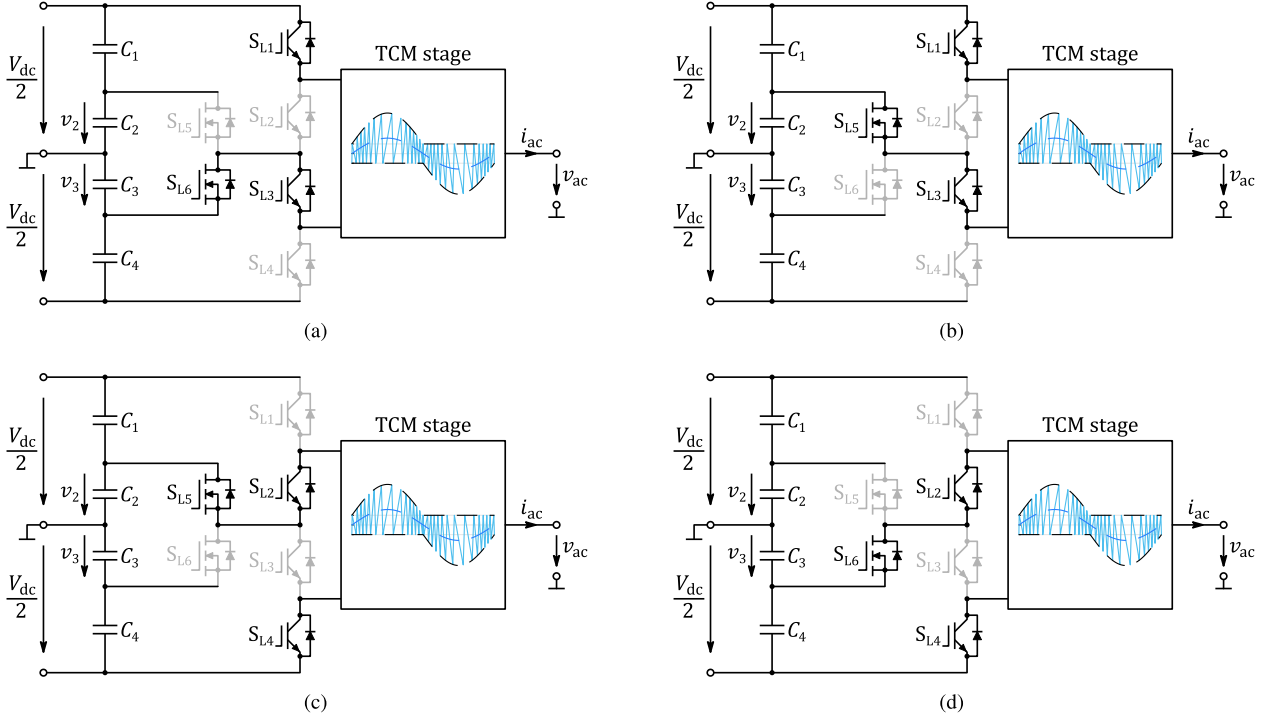 V_dc/2
v_2
v_3
V_dc/2
C_1
C_2
C_3
C_4
S_L1
S_L2
S_L3
S_L4
S_L5
S_L6
TCM stage
i_ac
v_ac
(a)
V_dc/2
v_2
v_3
V_dc/2
C_1
C_2
C_3
C_4
S_L1
S_L2
S_L3
S_L4
S_L5
S_L6
TCM stage
i_ac
v_ac
(b)
V_dc/2
v_2
v_3
V_dc/2
C_1
C_2
C_3
C_4
S_L1
S_L2
S_L3
S_L4
S_L5
S_L6
TCM stage
i_ac
v_ac
(c)
V_dc/2
v_2
v_3
V_dc/2
C_1
C_2
C_3
C_4
S_L1
S_L2
S_L3
S_L4
S_L5
S_L6
TCM stage
i_ac
v_ac
(d)